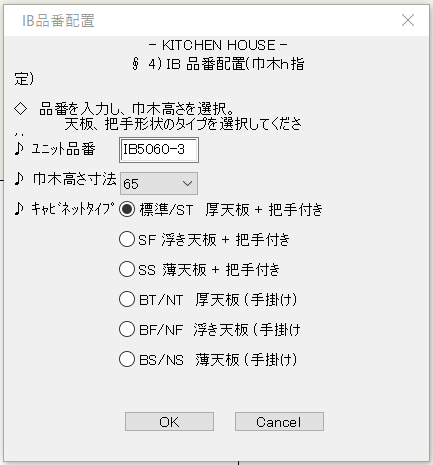 IB品番配置
- KITCHEN HOUSE -
§ 4) IB 品番配置(巾木h指
定)
◇ 品番を入力し、巾木高さを選択。
天板、把手形状のタイプを選択してくださ
♪ ﾕﾆｯﾄ品番 IB5060-3
♪ 巾木高さ寸法 65
♪ ｷｬﾋﾞﾈｯﾄﾀｲﾌﾟ 標準/ST 厚天板 + 把手付き
SF 浮き天板 + 把手付き
SS 薄天板 + 把手付き
BT/NT 厚天板 (手掛け)
BF/NF 浮き天板 (手掛け
BS/NS 薄天板 (手掛け)
OK Cancel